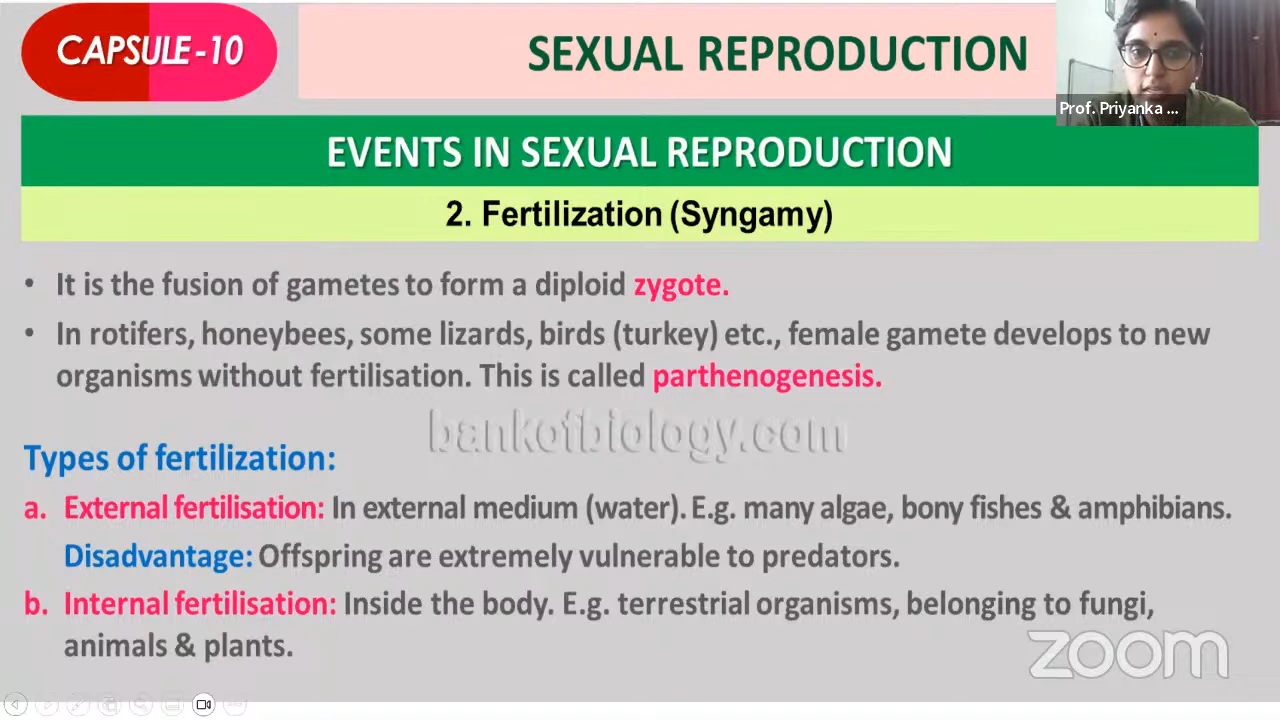 CAPSULE-10
SEXUAL REPRODUCTION
Prof. Priyanka ...
EVENTS IN SEXUAL REPRODUCTION
2. Fertilization (Syngamy)
• It is the fusion of gametes to form a diploid zygote.
• In rotifers, honeybees, some lizards, birds (turkey) etc., female gamete develops to new
organisms without fertilisation. This is called parthenogenesis.
bankofbiology.com
Types of fertilization:
a. External fertilisation: In external medium (water). E.g. many algae, bony fishes & amphibians.
Disadvantage: Offspring are extremely vulnerable to predators.
b. Internal fertilisation: Inside the body. E.g. terrestrial organisms, belonging to fungi,
animals & plants.
zoom